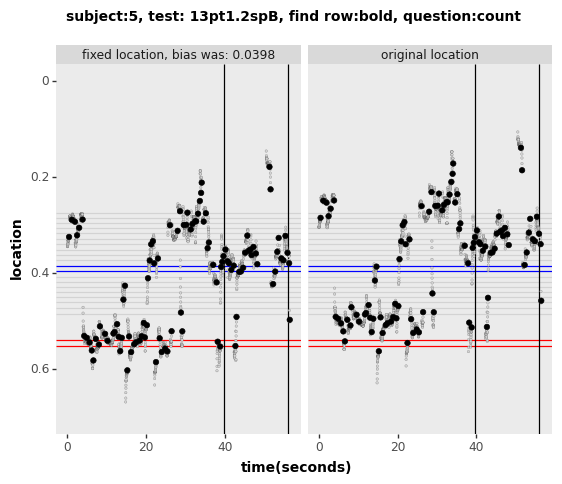 subject:5, test: 13pt1.2spB, find row:bold, question:count
fixed location, bias was: 0.0398
original location
0
0.2
0.4
0.6
location
0
20
40
0
20
40
time(seconds)